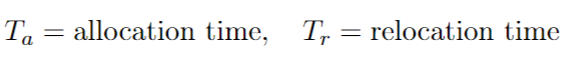 Tₐ = allocation time, Tᵣ = relocation time